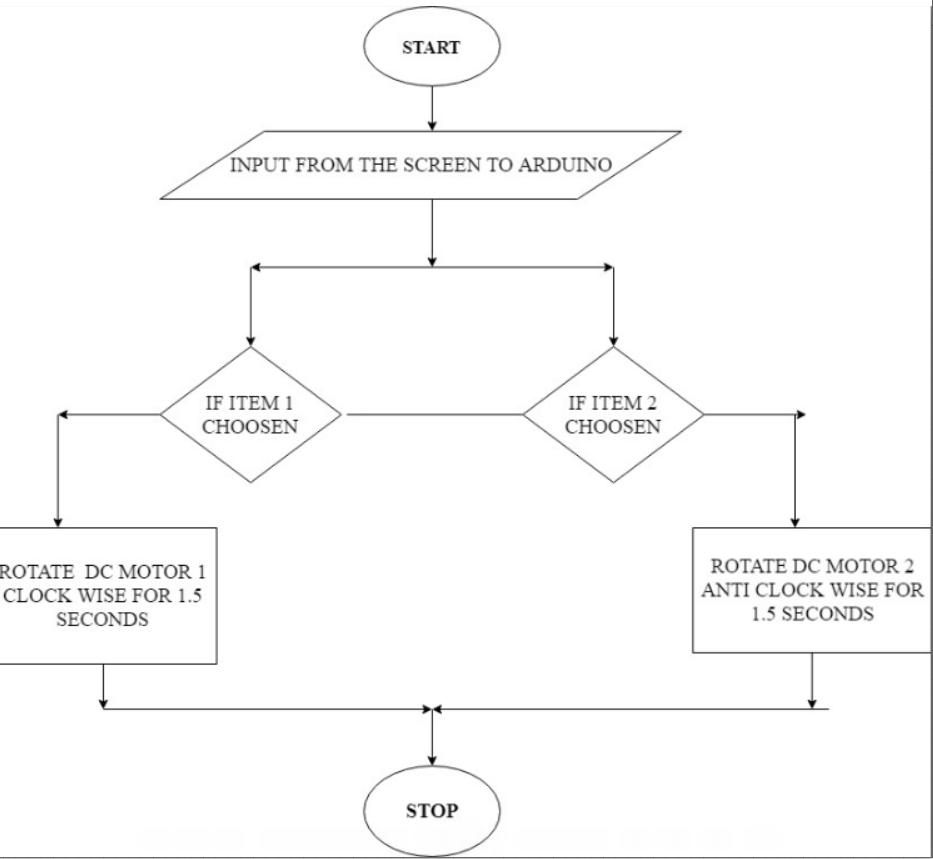 START
INPUT FROM THE SCREEN TO ARDUINO
IF ITEM 1
CHOOSEN
IF ITEM 2
CHOOSEN
ROTATE DC MOTOR 1
CLOCK WISE FOR 1.5
SECONDS
ROTATE DC MOTOR 2
ANTI CLOCK WISE FOR
1.5 SECONDS
STOP